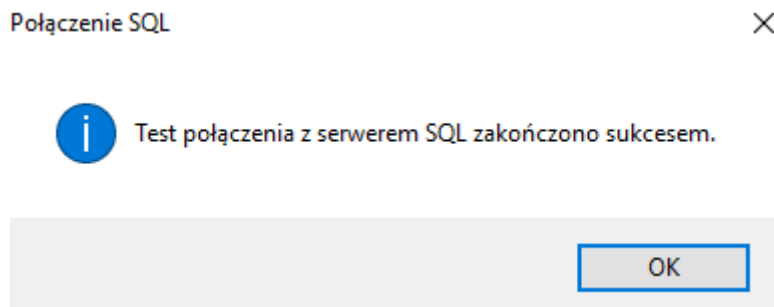 Połączenie SQL
Test połączenia z serwerem SQL zakończono sukcesem.
OK